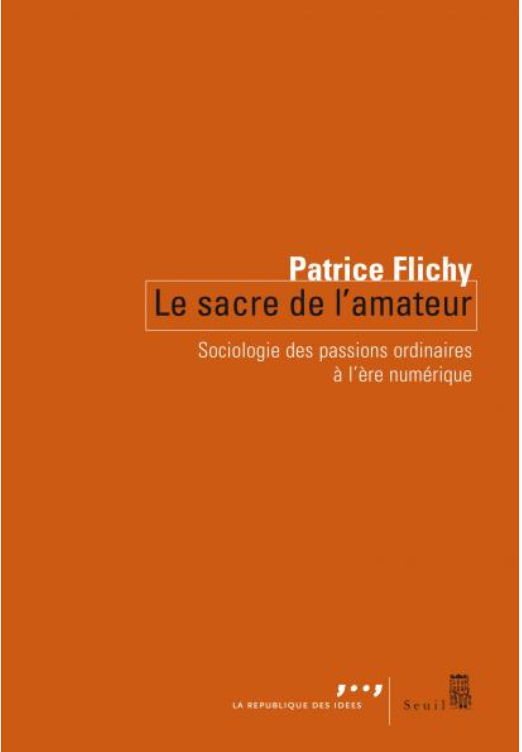 Patrice Flichy
Le sacre de l'amateur
Sociologie des passions ordinaires
à l'ère numérique
LA REPUBLIQUE DES IDEES
Seuil